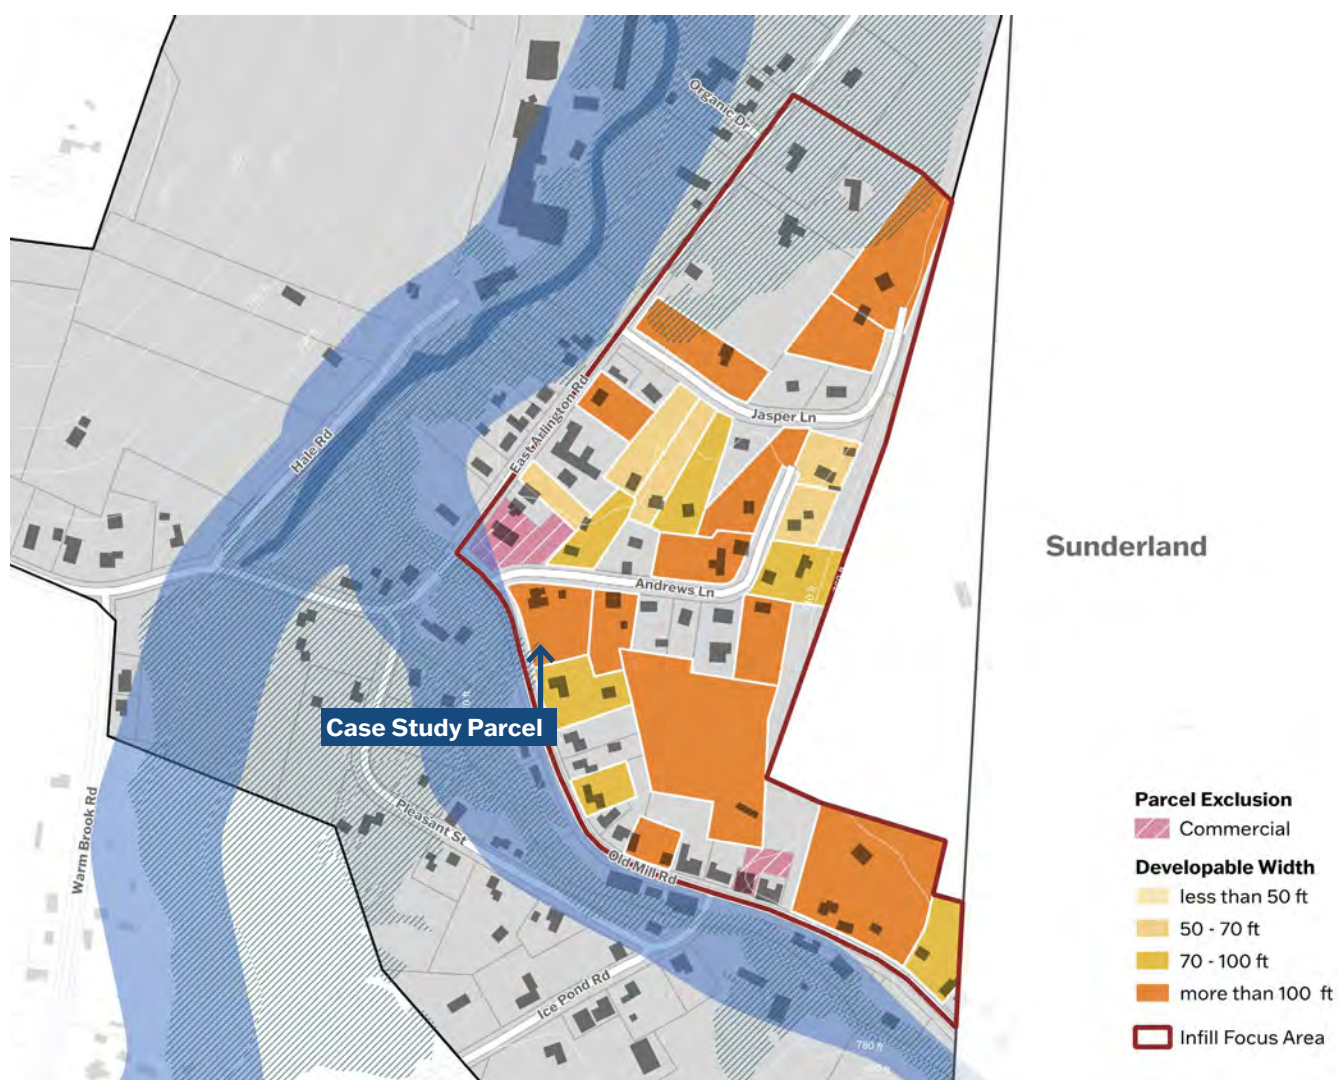 Organic Dr
East Arlington Rd
Jasper Ln
Hale Rd
Sunderland
Andrews Ln
Case Study Parcel
Warm Brook Rd
Pleasant St
Old Mill Rd
Ice Pond Rd
780 ft
Parcel Exclusion
Commercial
Developable Width
less than 50 ft
50 - 70 ft
70 - 100 ft
more than 100 ft
Infill Focus Area